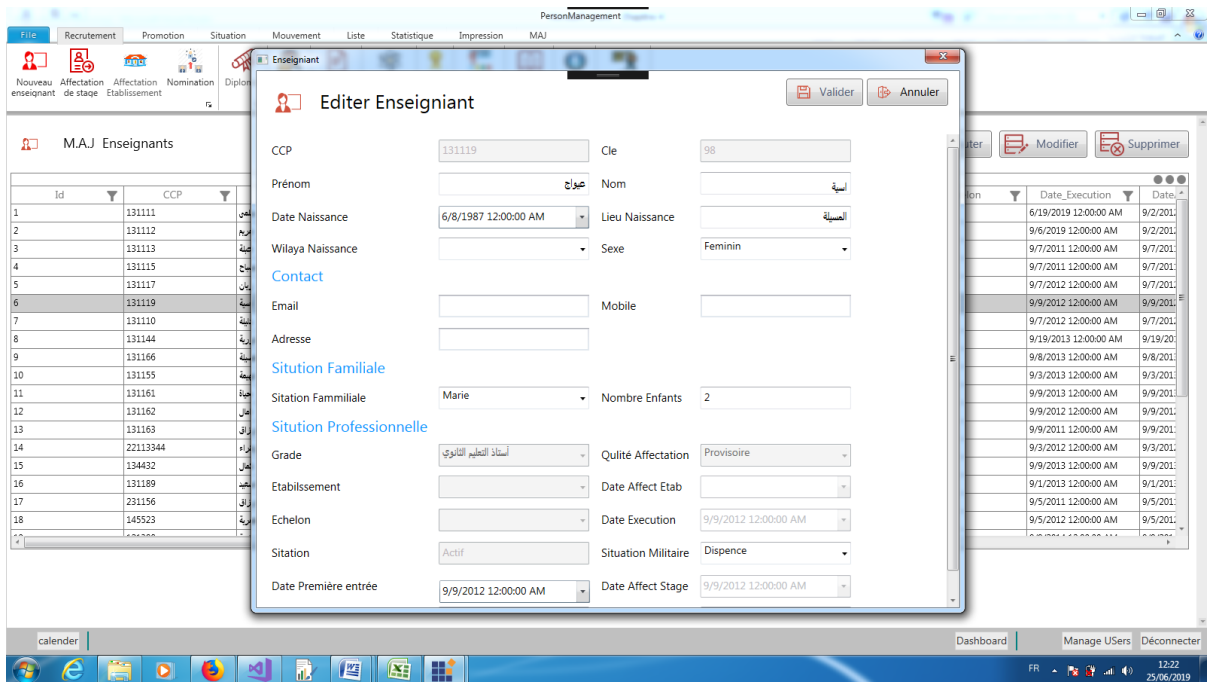 PersonManagement
File Recrutement Promotion Situation Mouvement Liste Statistique Impression MAJ
Nouveau enseignant
Affectation de stage
Affectation Etablissement
Nomination
Enseigniant
Editer Enseigniant
Valider Annuler
M.A.J Enseignants
Modifier Supprimer
CCP 131119 Cle 98
Prénom عيواج Nom اسية
Date Naissance 6/8/1987 12:00:00 AM Lieu Naissance المسيلة
Wilaya Naissance Sexe Feminin
Contact
Email Mobile
Adresse
Sitution Familiale
Sitation Fammiliale Marie Nombre Enfants 2
Sitution Professionnelle
Grade أستاذ التعليم الثانوي Qulité Affectation Provisoire
Etabilssement Date Affect Etab
Echelon Date Execution 9/9/2012 12:00:00 AM
Sitation Actif Situation Militaire Dispence
Date Première entrée 9/9/2012 12:00:00 AM Date Affect Stage 9/9/2012 12:00:00 AM
Id CCP Date_Execution
1 131111 6/19/2019 12:00:00 AM
2 131112 9/6/2019 12:00:00 AM
3 131113 9/7/2011 12:00:00 AM
4 131115 9/7/2011 12:00:00 AM
5 131117 9/7/2012 12:00:00 AM
6 131119 9/9/2012 12:00:00 AM
7 131110 9/7/2012 12:00:00 AM
8 131144 9/19/2013 12:00:00 AM
9 131166 9/8/2013 12:00:00 AM
10 131155 9/3/2013 12:00:00 AM
11 131161 9/9/2013 12:00:00 AM
12 131162 9/9/2012 12:00:00 AM
13 131163 9/9/2011 12:00:00 AM
14 22113344 9/3/2012 12:00:00 AM
15 134432 9/9/2013 12:00:00 AM
16 131189 9/1/2013 12:00:00 AM
17 231156 9/5/2011 12:00:00 AM
18 145523 9/5/2012 12:00:00 AM
calender Dashboard Manage USers Déconnecter
FR 12:22
25/06/2019